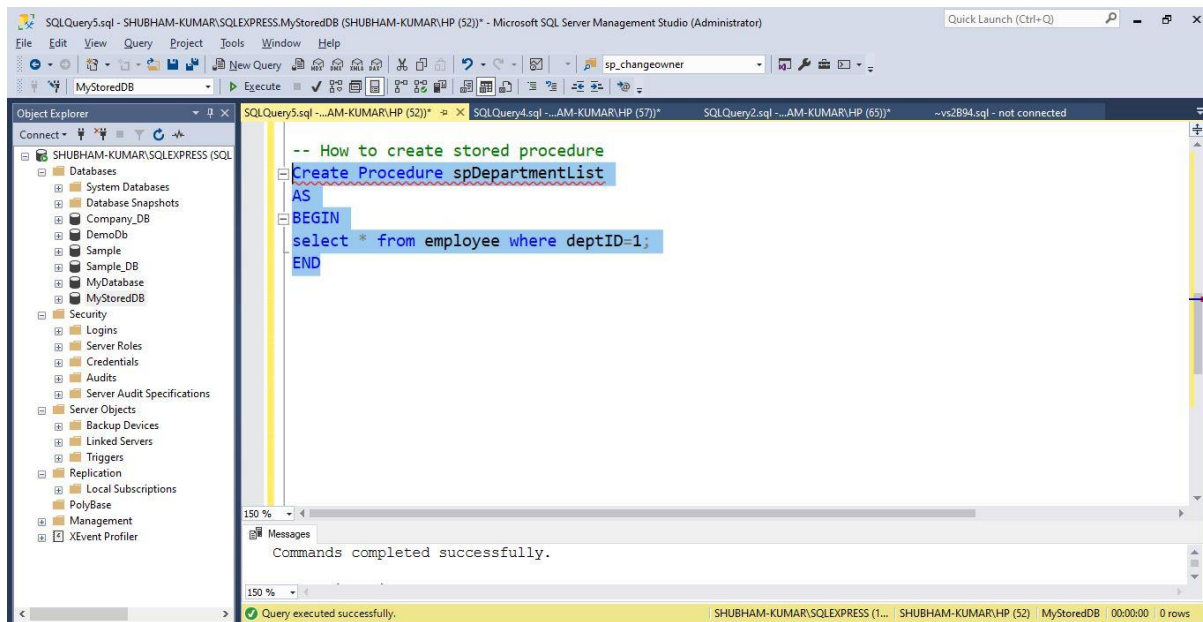 SQLQuery5.sql - SHUBHAM-KUMAR\SQLEXPRESS.MyStoredDB (SHUBHAM-KUMAR\HP (52))* - Microsoft SQL Server Management Studio (Administrator)
Quick Launch (Ctrl+Q)
File Edit View Query Project Tools Window Help
New Query
sp_changeowner
MyStoredDB
Execute
Object Explorer
SQLQuery5.sql -...AM-KUMAR\HP (52))*
SQLQuery4.sql -...AM-KUMAR\HP (57))*
SQLQuery2.sql -...AM-KUMAR\HP (65))*
~vs2B94.sql - not connected
Connect
SHUBHAM-KUMAR\SQLEXPRESS (SQL
Databases
System Databases
Database Snapshots
Company_DB
DemoDb
Sample
Sample_DB
MyDatabase
MyStoredDB
Security
Logins
Server Roles
Credentials
Audits
Server Audit Specifications
Server Objects
Backup Devices
Linked Servers
Triggers
Replication
Local Subscriptions
PolyBase
Management
XEvent Profiler
-- How to create stored procedure
Create Procedure spDepartmentList
AS
BEGIN
select * from employee where deptID=1;
END
150 %
Messages
Commands completed successfully.
150 %
Query executed successfully.
SHUBHAM-KUMAR\SQLEXPRESS (1...
SHUBHAM-KUMAR\HP (52)
MyStoredDB
00:00:00
0 rows